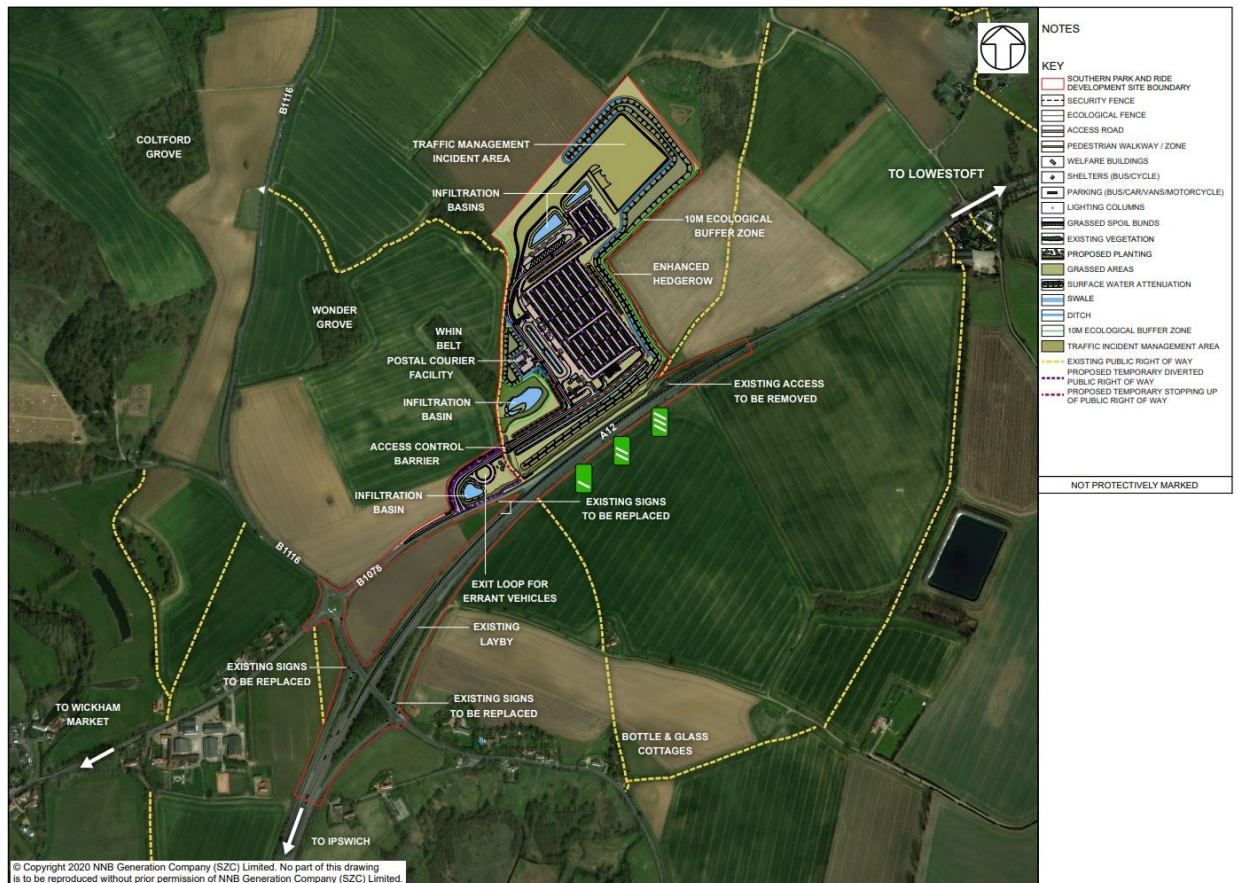 B1116
COLTFORD
GROVE
TRAFFIC MANAGEMENT
INCIDENT AREA
INFILTRATION
BASINS
TO LOWESTOFT
10M ECOLOGICAL
BUFFER ZONE
ENHANCED
HEDGEROW
WONDER
GROVE
WHIN
BELT
POSTAL COURIER
FACILITY
INFILTRATION
BASIN
EXISTING ACCESS
TO BE REMOVED
A12
ACCESS CONTROL
BARRIER
INFILTRATION
BASIN
EXISTING SIGNS
TO BE REPLACED
B1116
B1078
EXIT LOOP FOR
ERRANT VEHICLES
EXISTING
LAYBY
EXISTING SIGNS
TO BE REPLACED
EXISTING SIGNS
TO BE REPLACED
TO WICKHAM
MARKET
BOTTLE & GLASS
COTTAGES
TO IPSWICH
© Copyright 2020 NNB Generation Company (SZC) Limited. No part of this drawing
is to be reproduced without prior permission of NNB Generation Company (SZC) Limited.
NOTES
KEY
SOUTHERN PARK AND RIDE
DEVELOPMENT SITE BOUNDARY
SECURITY FENCE
ECOLOGICAL FENCE
ACCESS ROAD
PEDESTRIAN WALKWAY / ZONE
WELFARE BUILDINGS
SHELTERS (BUS/CYCLE)
PARKING (BUS/CAR/VANS/MOTORCYCLE)
LIGHTING COLUMNS
GRASSED SPOIL BUNDS
EXISTING VEGETATION
PROPOSED PLANTING
GRASSED AREAS
SURFACE WATER ATTENUATION
SWALE
DITCH
10M ECOLOGICAL BUFFER ZONE
TRAFFIC INCIDENT MANAGEMENT AREA
EXISTING PUBLIC RIGHT OF WAY
PROPOSED TEMPORARY DIVERTED
PUBLIC RIGHT OF WAY
PROPOSED TEMPORARY STOPPING UP
OF PUBLIC RIGHT OF WAY
NOT PROTECTIVELY MARKED